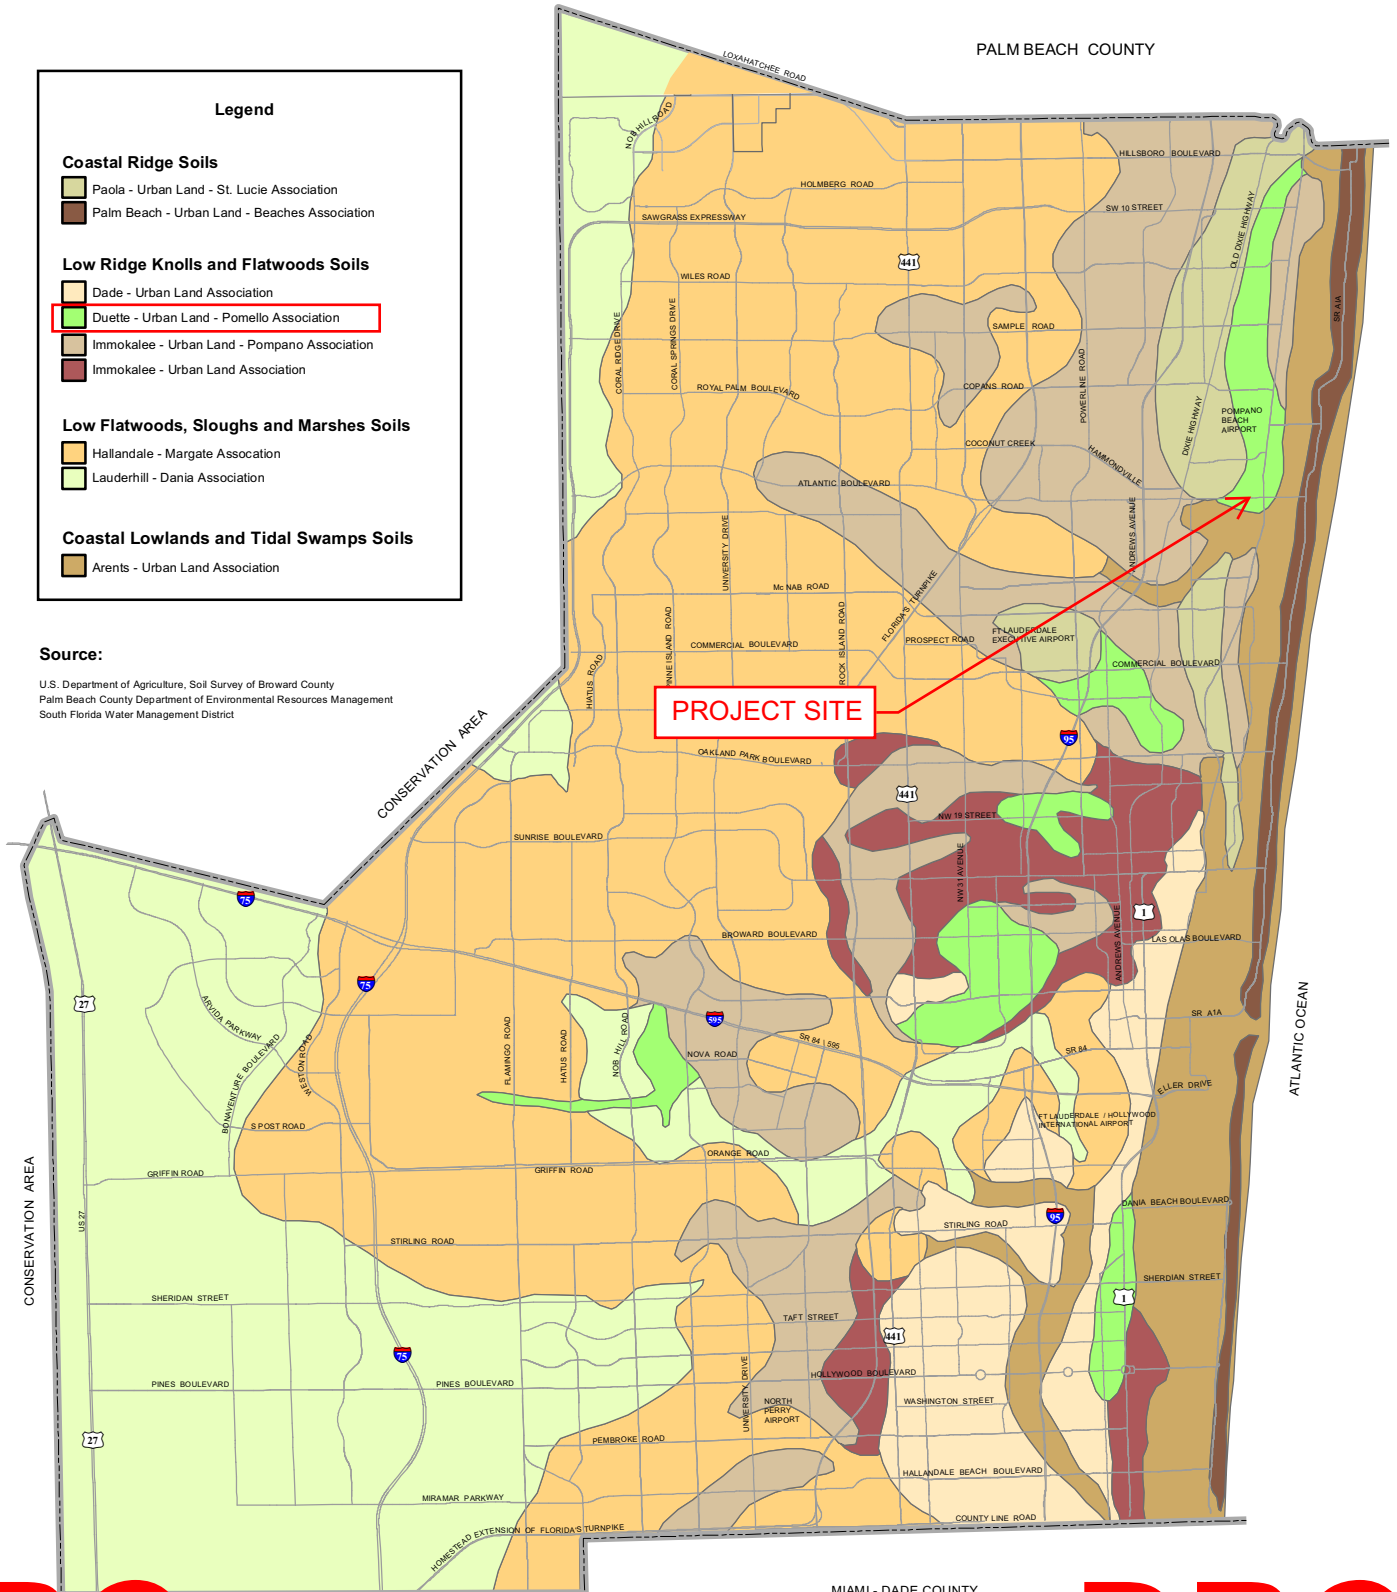 PALM BEACH COUNTY
Legend
Coastal Ridge Soils
Paola - Urban Land - St. Lucie Association
Palm Beach - Urban Land - Beaches Association
Low Ridge Knolls and Flatwoods Soils
Dade - Urban Land Association
Duette - Urban Land - Pomello Association
Immokalee - Urban Land - Pompano Association
Immokalee - Urban Land Association
Low Flatwoods, Sloughs and Marshes Soils
Hallandale - Margate Assocation
Lauderhill - Dania Association
Coastal Lowlands and Tidal Swamps Soils
Arents - Urban Land Association
Source:
U.S. Department of Agriculture, Soil Survey of Broward County
Palm Beach County Department of Environmental Resources Management
South Florida Water Management District
LOXAHATCHEE ROAD
NOB HILL ROAD
HILLSBORO BOULEVARD
HOLMBERG ROAD
SW 10 STREET
SAWGRASS EXPRESSWAY
OLD DIXIE HIGHWAY
441
WILES ROAD
SR A1A
CORAL RIDGE DRIVE
CORAL SPRINGS DRIVE
SAMPLE ROAD
POWERLINE ROAD
ROYAL PALM BOULEVARD
COPANS ROAD
DIXIE HIGHWAY
POMPANO
BEACH
AIRPORT
COCONUT CREEK
HAMMONDVILLE
ATLANTIC BOULEVARD
UNIVERSITY DRIVE
ANDREWS AVENUE
Mc NAB ROAD
FLORIDA'S TURNPIKE
ROCK ISLAND ROAD
HIATUS ROAD
COMMERCIAL BOULEVARD
PROSPECT ROAD
FT LAUDERDALE
EXECUTIVE AIRPORT
COMMERCIAL BOULEVARD
PROJECT SITE
CONSERVATION AREA
95
OAKLAND PARK BOULEVARD
441
NW 19 STREET
SUNRISE BOULEVARD
NW 31 AVENUE
75
1
BROWARD BOULEVARD
LAS OLAS BOULEVARD
ANDREWS AVENUE
75
27
ARVIDA PARKWAY
BONAVENTURE BOULEVARD
WESTON ROAD
595
SR 84 \ 595
SR A1A
ATLANTIC OCEAN
FLAMINGO ROAD
HATUS ROAD
NOB HILL ROAD
NOVA ROAD
SR 84
ELLER DRIVE
FT LAUDERDALE / HOLLYWOOD
INTERNATIONAL AIRPORT
S POST ROAD
ORANGE ROAD
GRIFFIN ROAD
GRIFFIN ROAD
CONSERVATION AREA
US 27
DANIA BEACH BOULEVARD
95
STIRLING ROAD
STIRLING ROAD
SHERDIAN STREET
SHERIDAN STREET
1
TAFT STREET
441
75
HOLLYWOOD BOULEVARD
PINES BOULEVARD
PINES BOULEVARD
UNIVERSITY DRIVE
NORTH
PERRY
AIRPORT
WASHINGTON STREET
27
PEMBROKE ROAD
HALLANDALE BEACH BOULEVARD
MIRAMAR PARKWAY
COUNTY LINE ROAD
HOMESTEAD EXTENSION OF FLORIDA'S TURNPIKE
MIAMI - DADE COUNTY